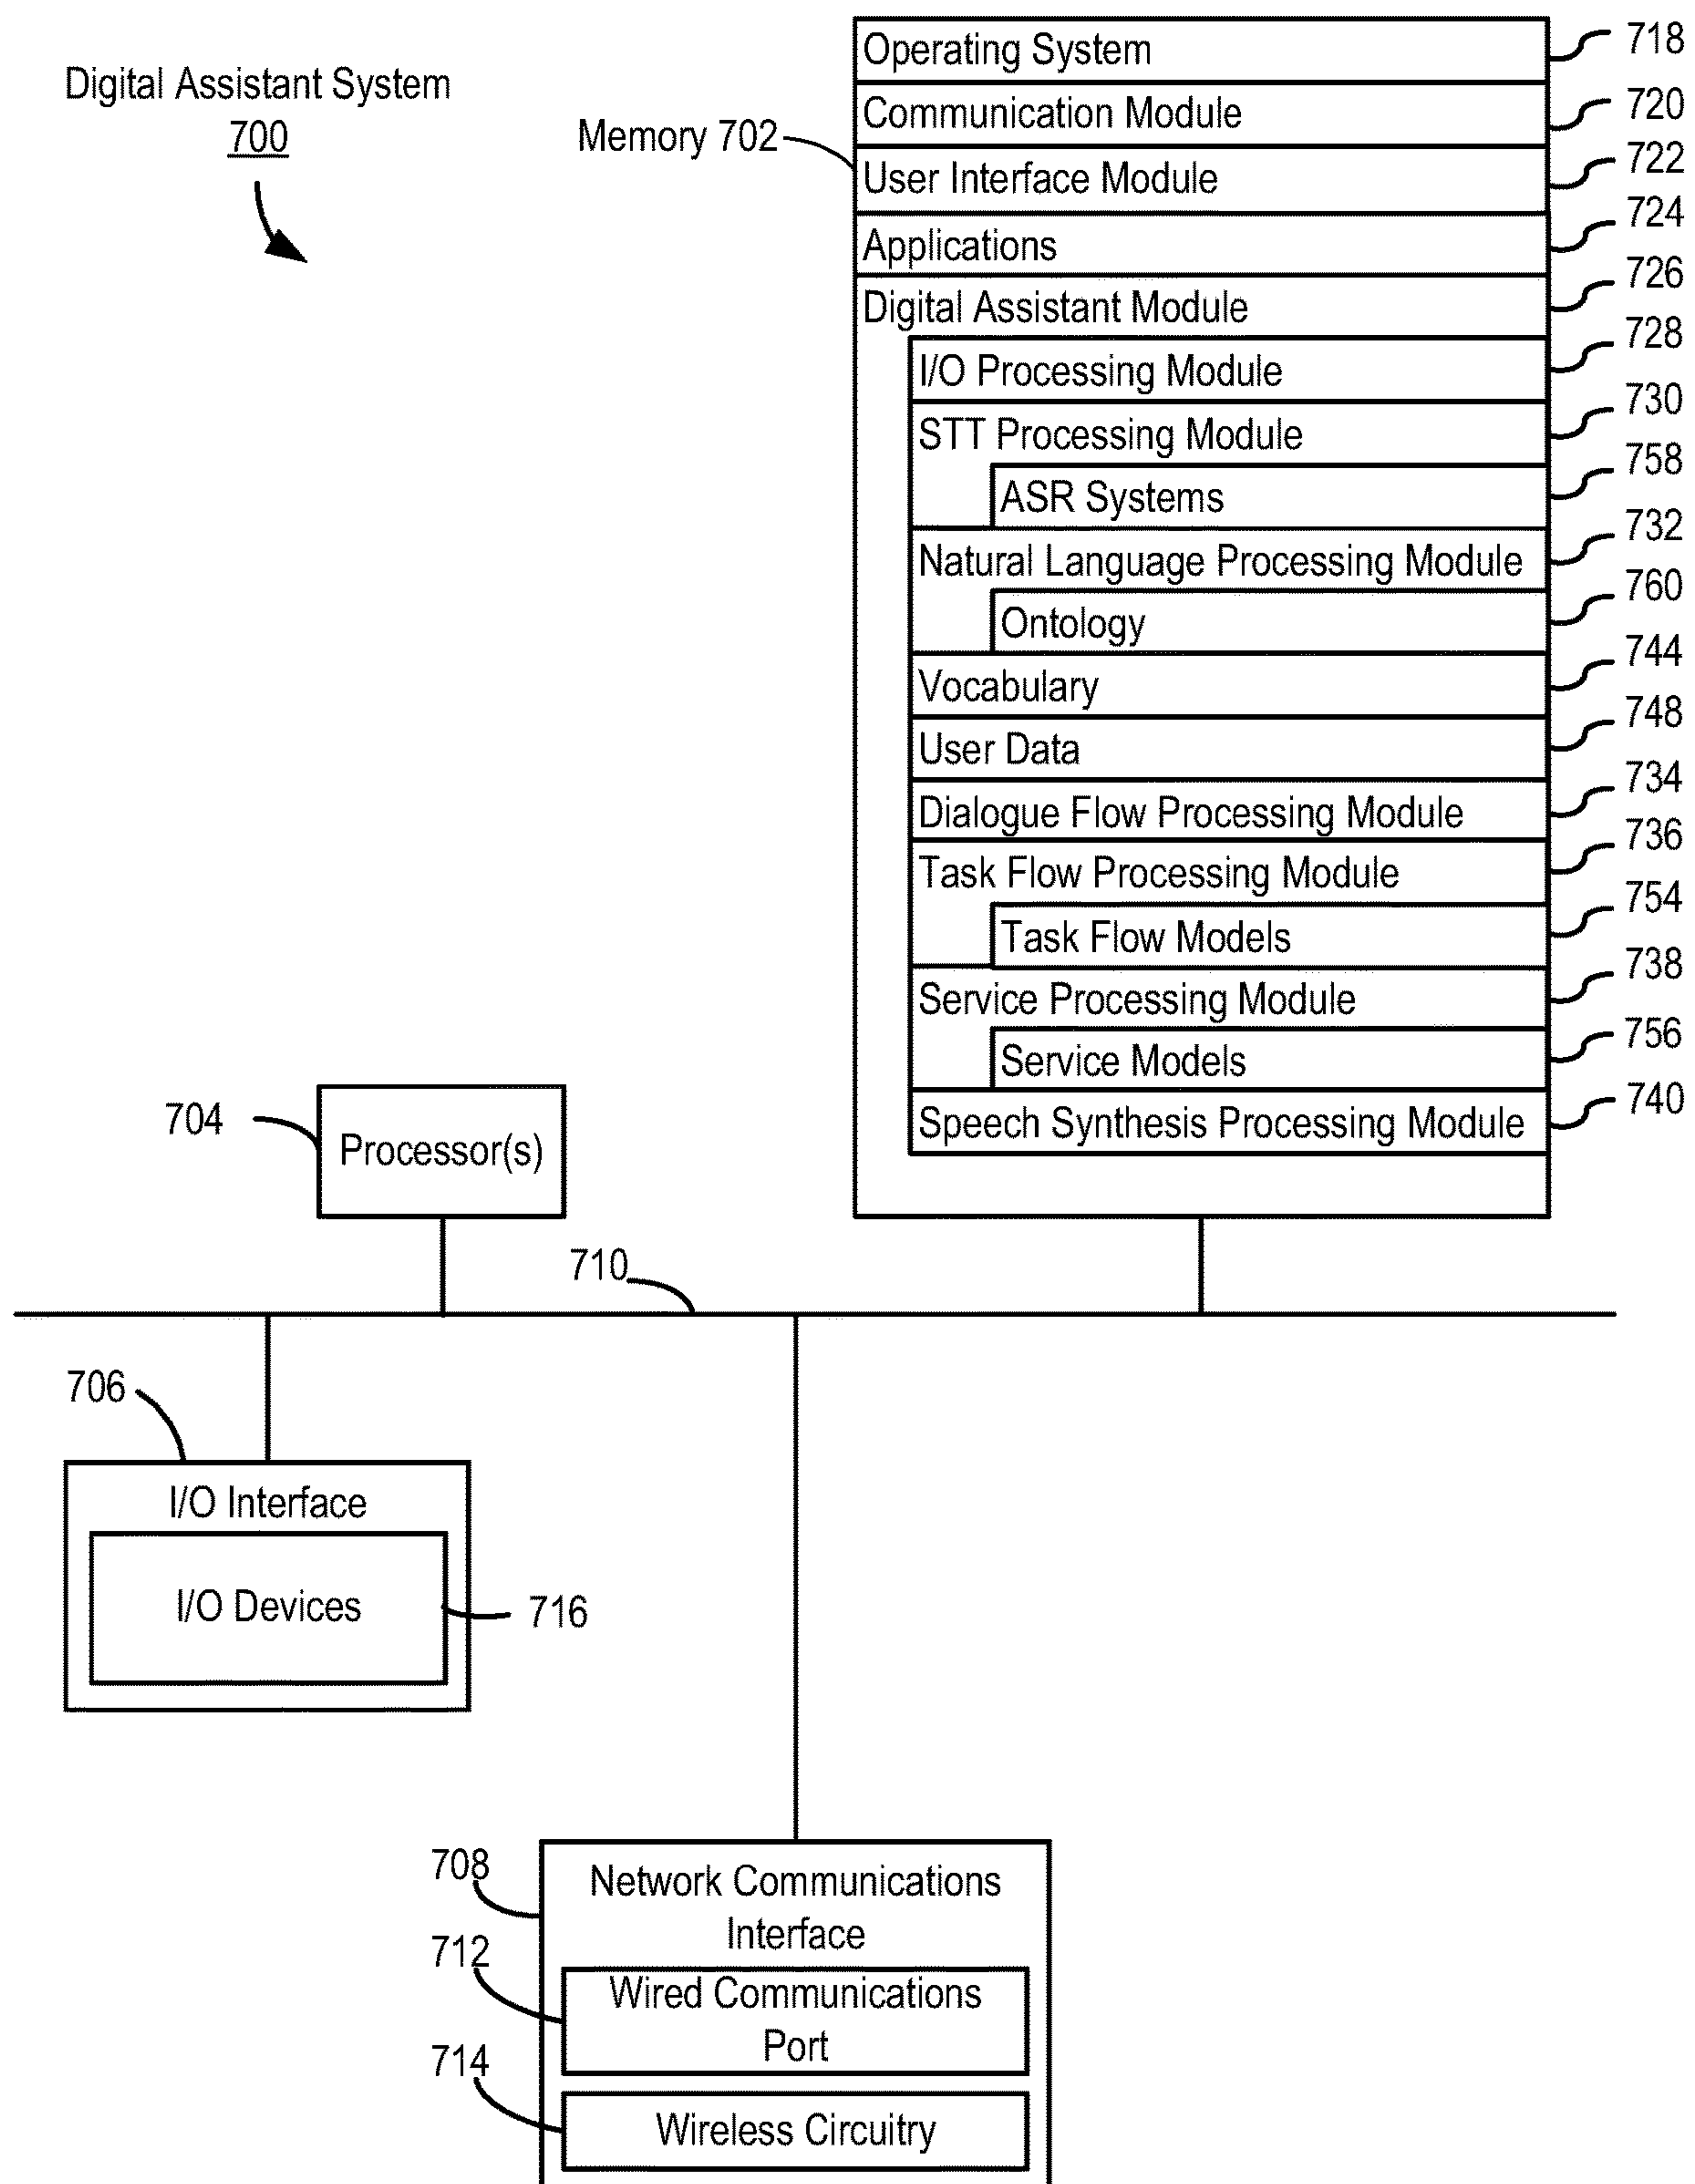 Digital Assistant System
700
Memory 702
Operating System 718
Communication Module 720
User Interface Module 722
Applications 724
Digital Assistant Module 726
I/O Processing Module 728
STT Processing Module 730
ASR Systems 758
Natural Language Processing Module 732
Ontology 760
Vocabulary 744
User Data 748
Dialogue Flow Processing Module 734
Task Flow Processing Module 736
Task Flow Models 754
Service Processing Module 738
Service Models 756
Speech Synthesis Processing Module 740
704
Processor(s)
710
706
I/O Interface
I/O Devices
716
708
Network Communications
Interface
712
Wired Communications
Port
714
Wireless Circuitry